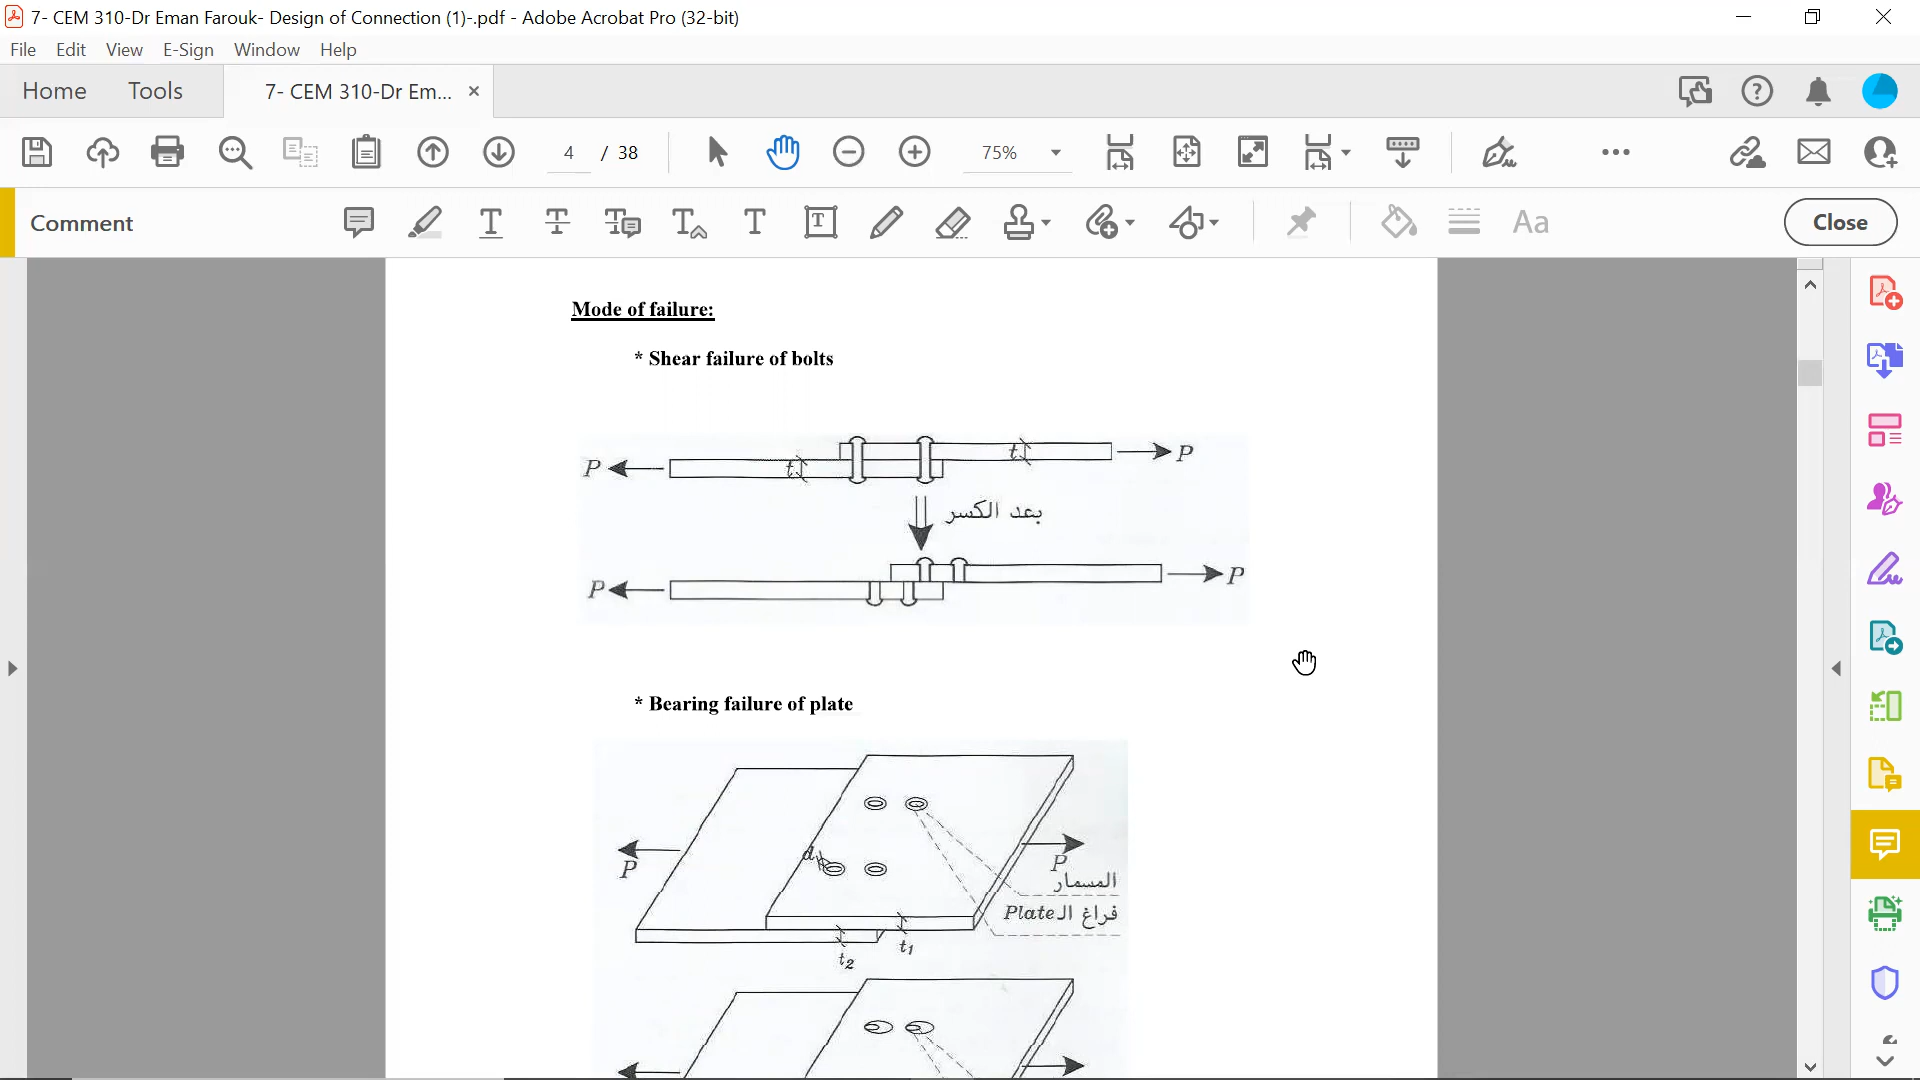 7- CEM 310-Dr Eman Farouk- Design of Connection (1)-.pdf - Adobe Acrobat Pro (32-bit)
File Edit View E-Sign Window Help
Home Tools 7- CEM 310-Dr Em... ×
4 / 38 75%
Comment Close
Mode of failure:
* Shear failure of bolts
t P
P t
بعد الكسر
P
P
* Bearing failure of plate
d
P P
المسمار
فراغ الـ Plate
t1
t2